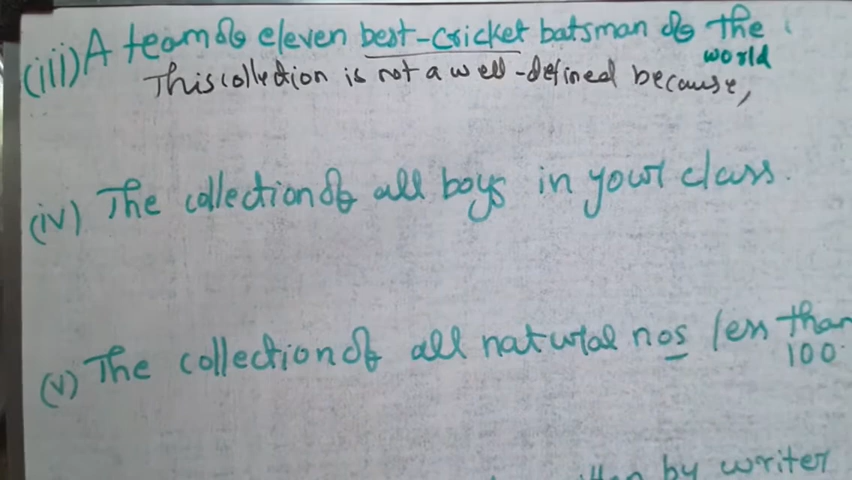 (iii) A team of eleven best-cricket batsman of the
world
This collection is not a well-defined because,
(iv) The collection of all boys in your class.
(v) The collection of all natural nos less than
100.
by writer